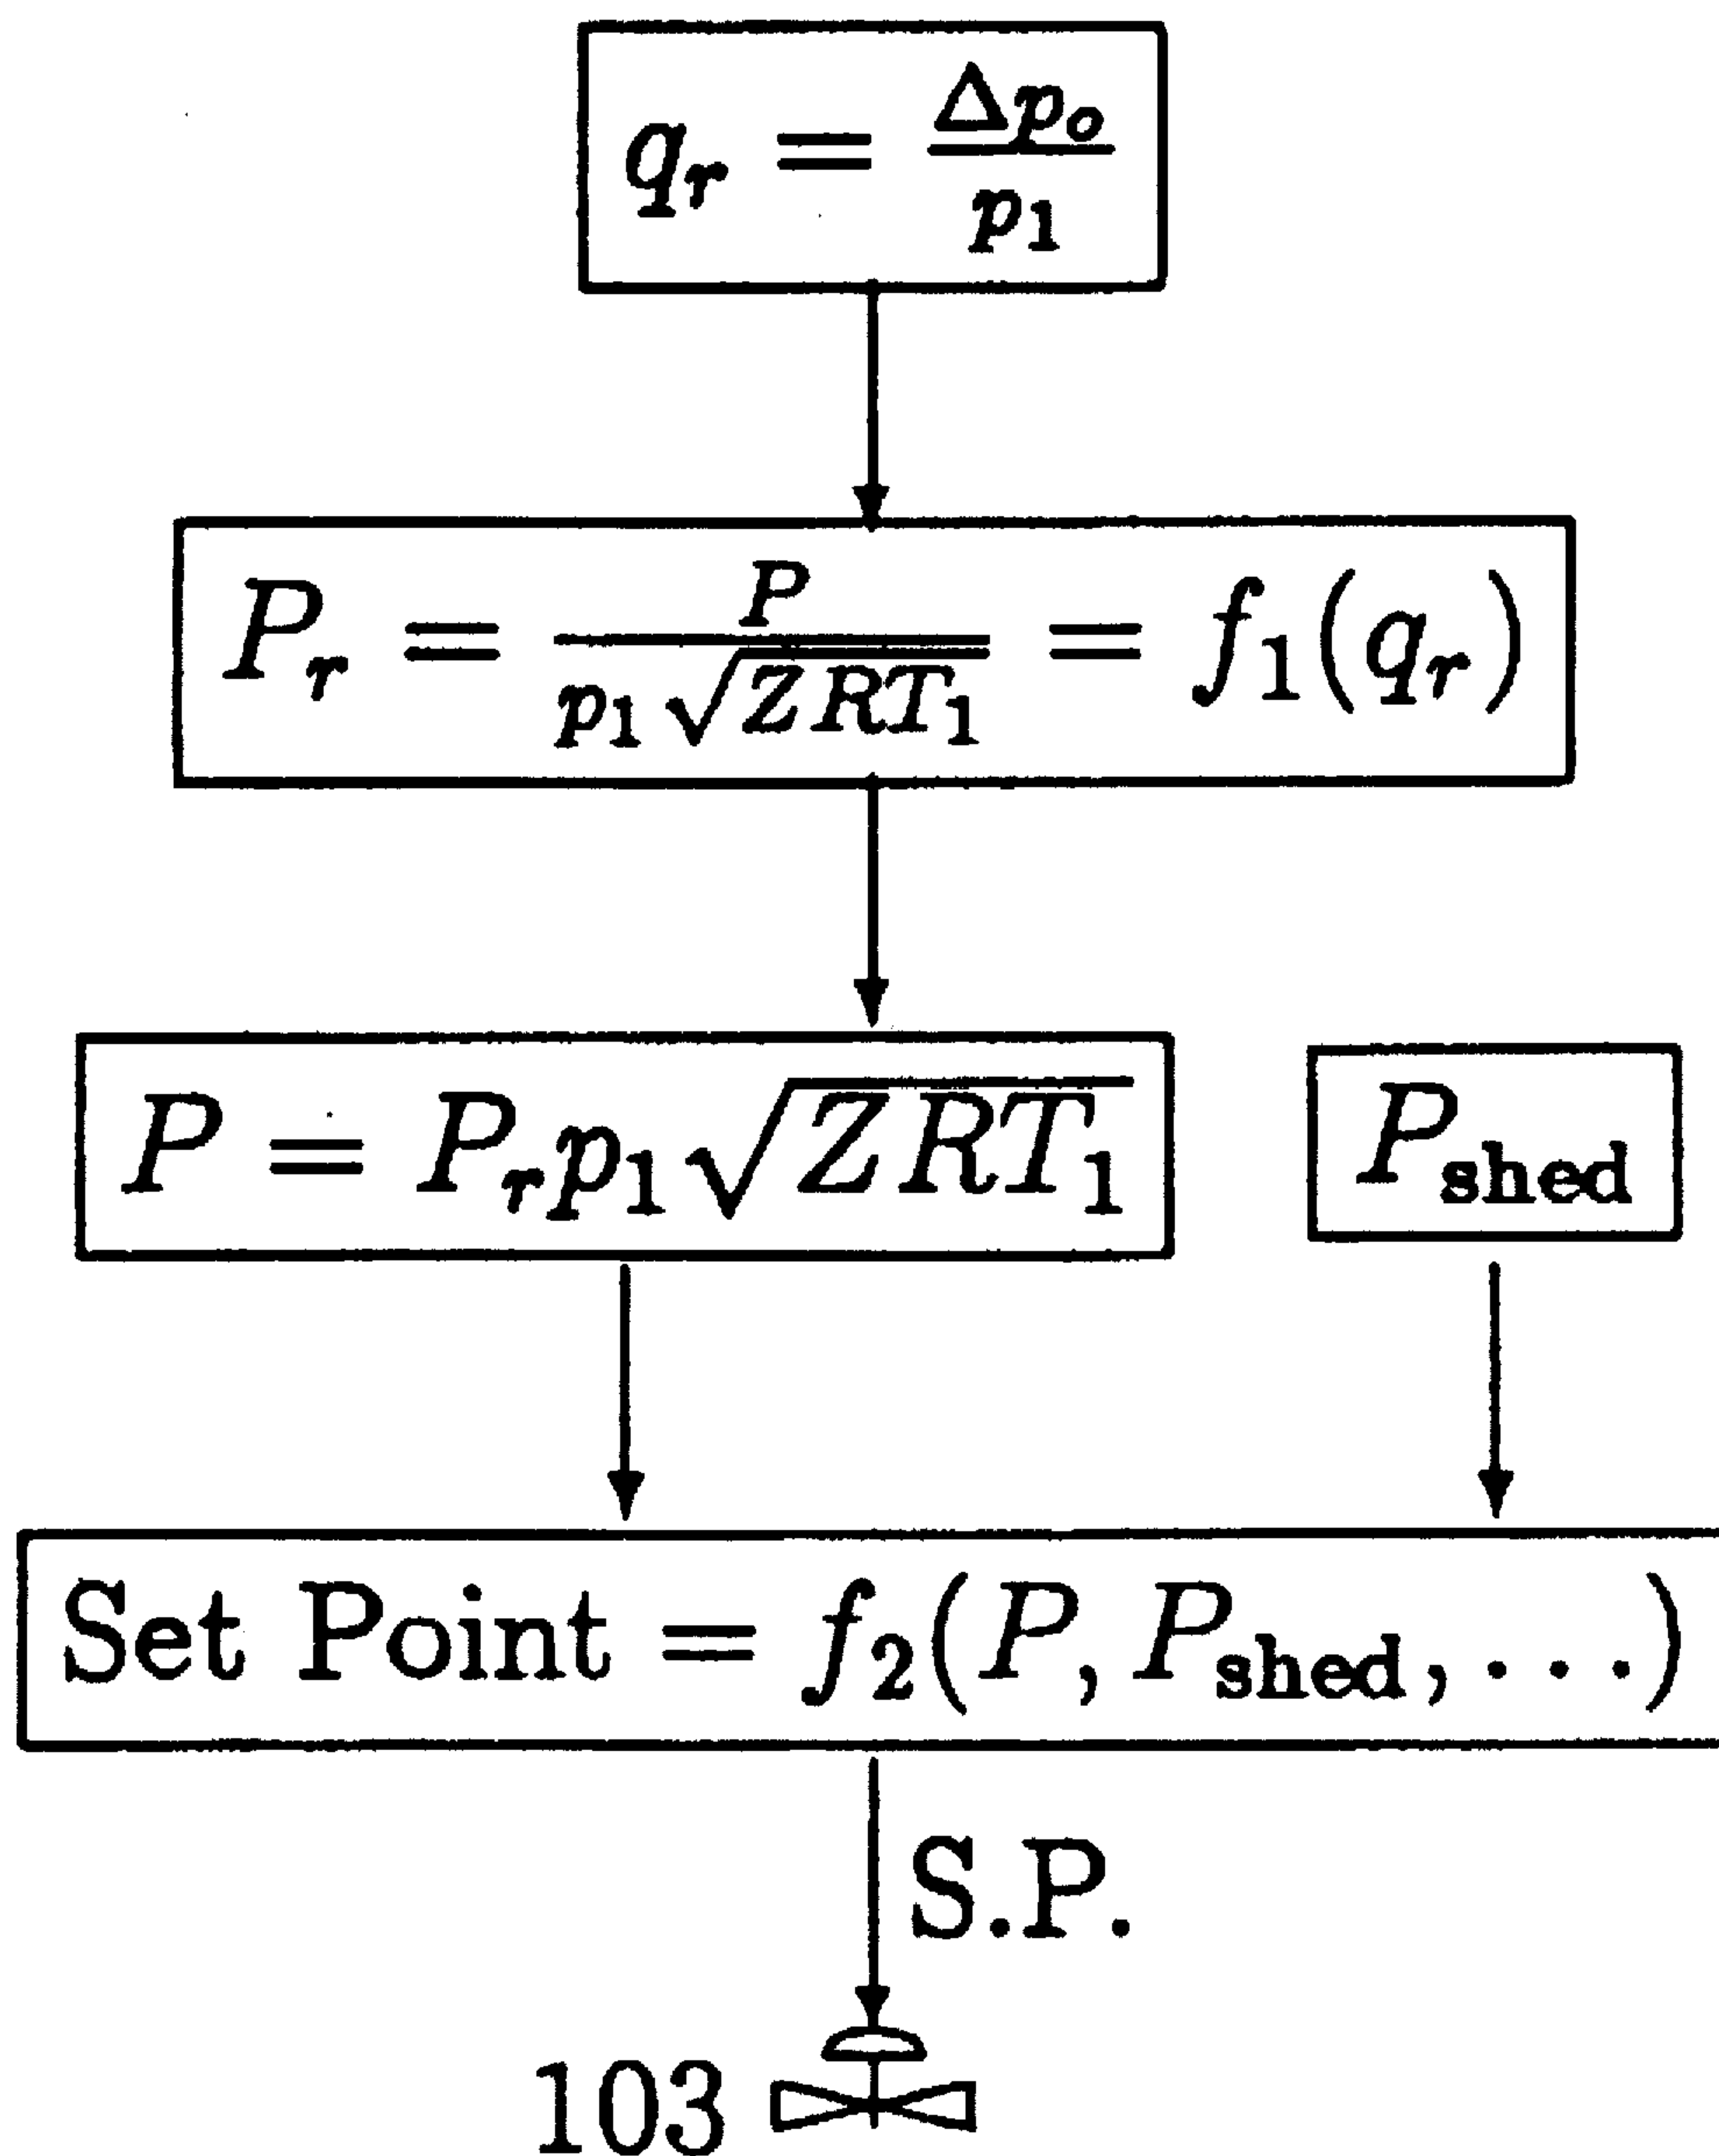 q_r = Δp_o / p_1
P_r = P / (p_1 √(ZRT_1)) = f_1(q_r)
P = P_r p_1 √(ZRT_1)
P_shed
Set Point = f_2(P, P_shed, . . .)
S.P.
103